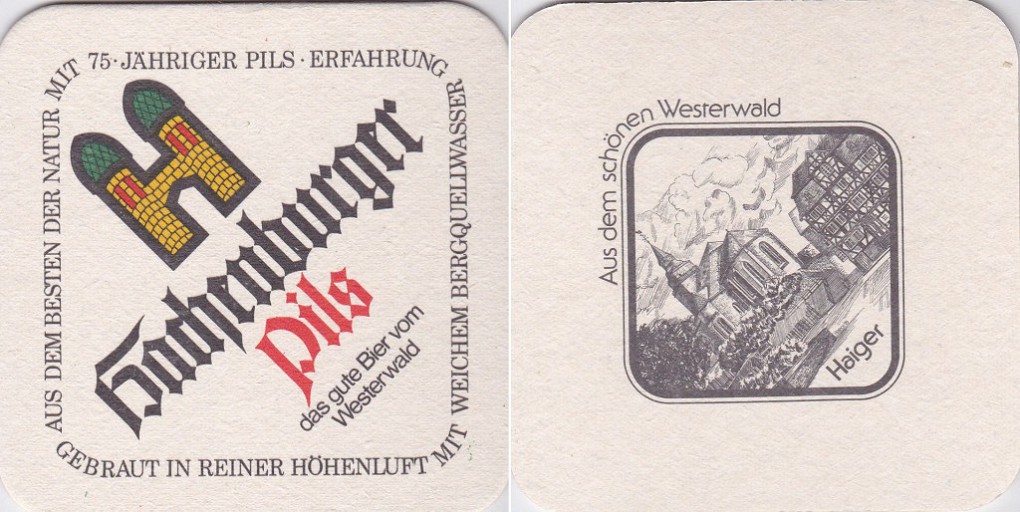 AUS DEM BESTEN DER NATUR MIT 75·JÄHRIGER PILS·ERFAHRUNG
MIT WEICHEM BERGQUELLWASSER
GEBRAUT IN REINER HÖHENLUFT
Hachenburger
Pils
das gute Bier vom
Westerwald
Aus dem schönen Westerwald
Haiger